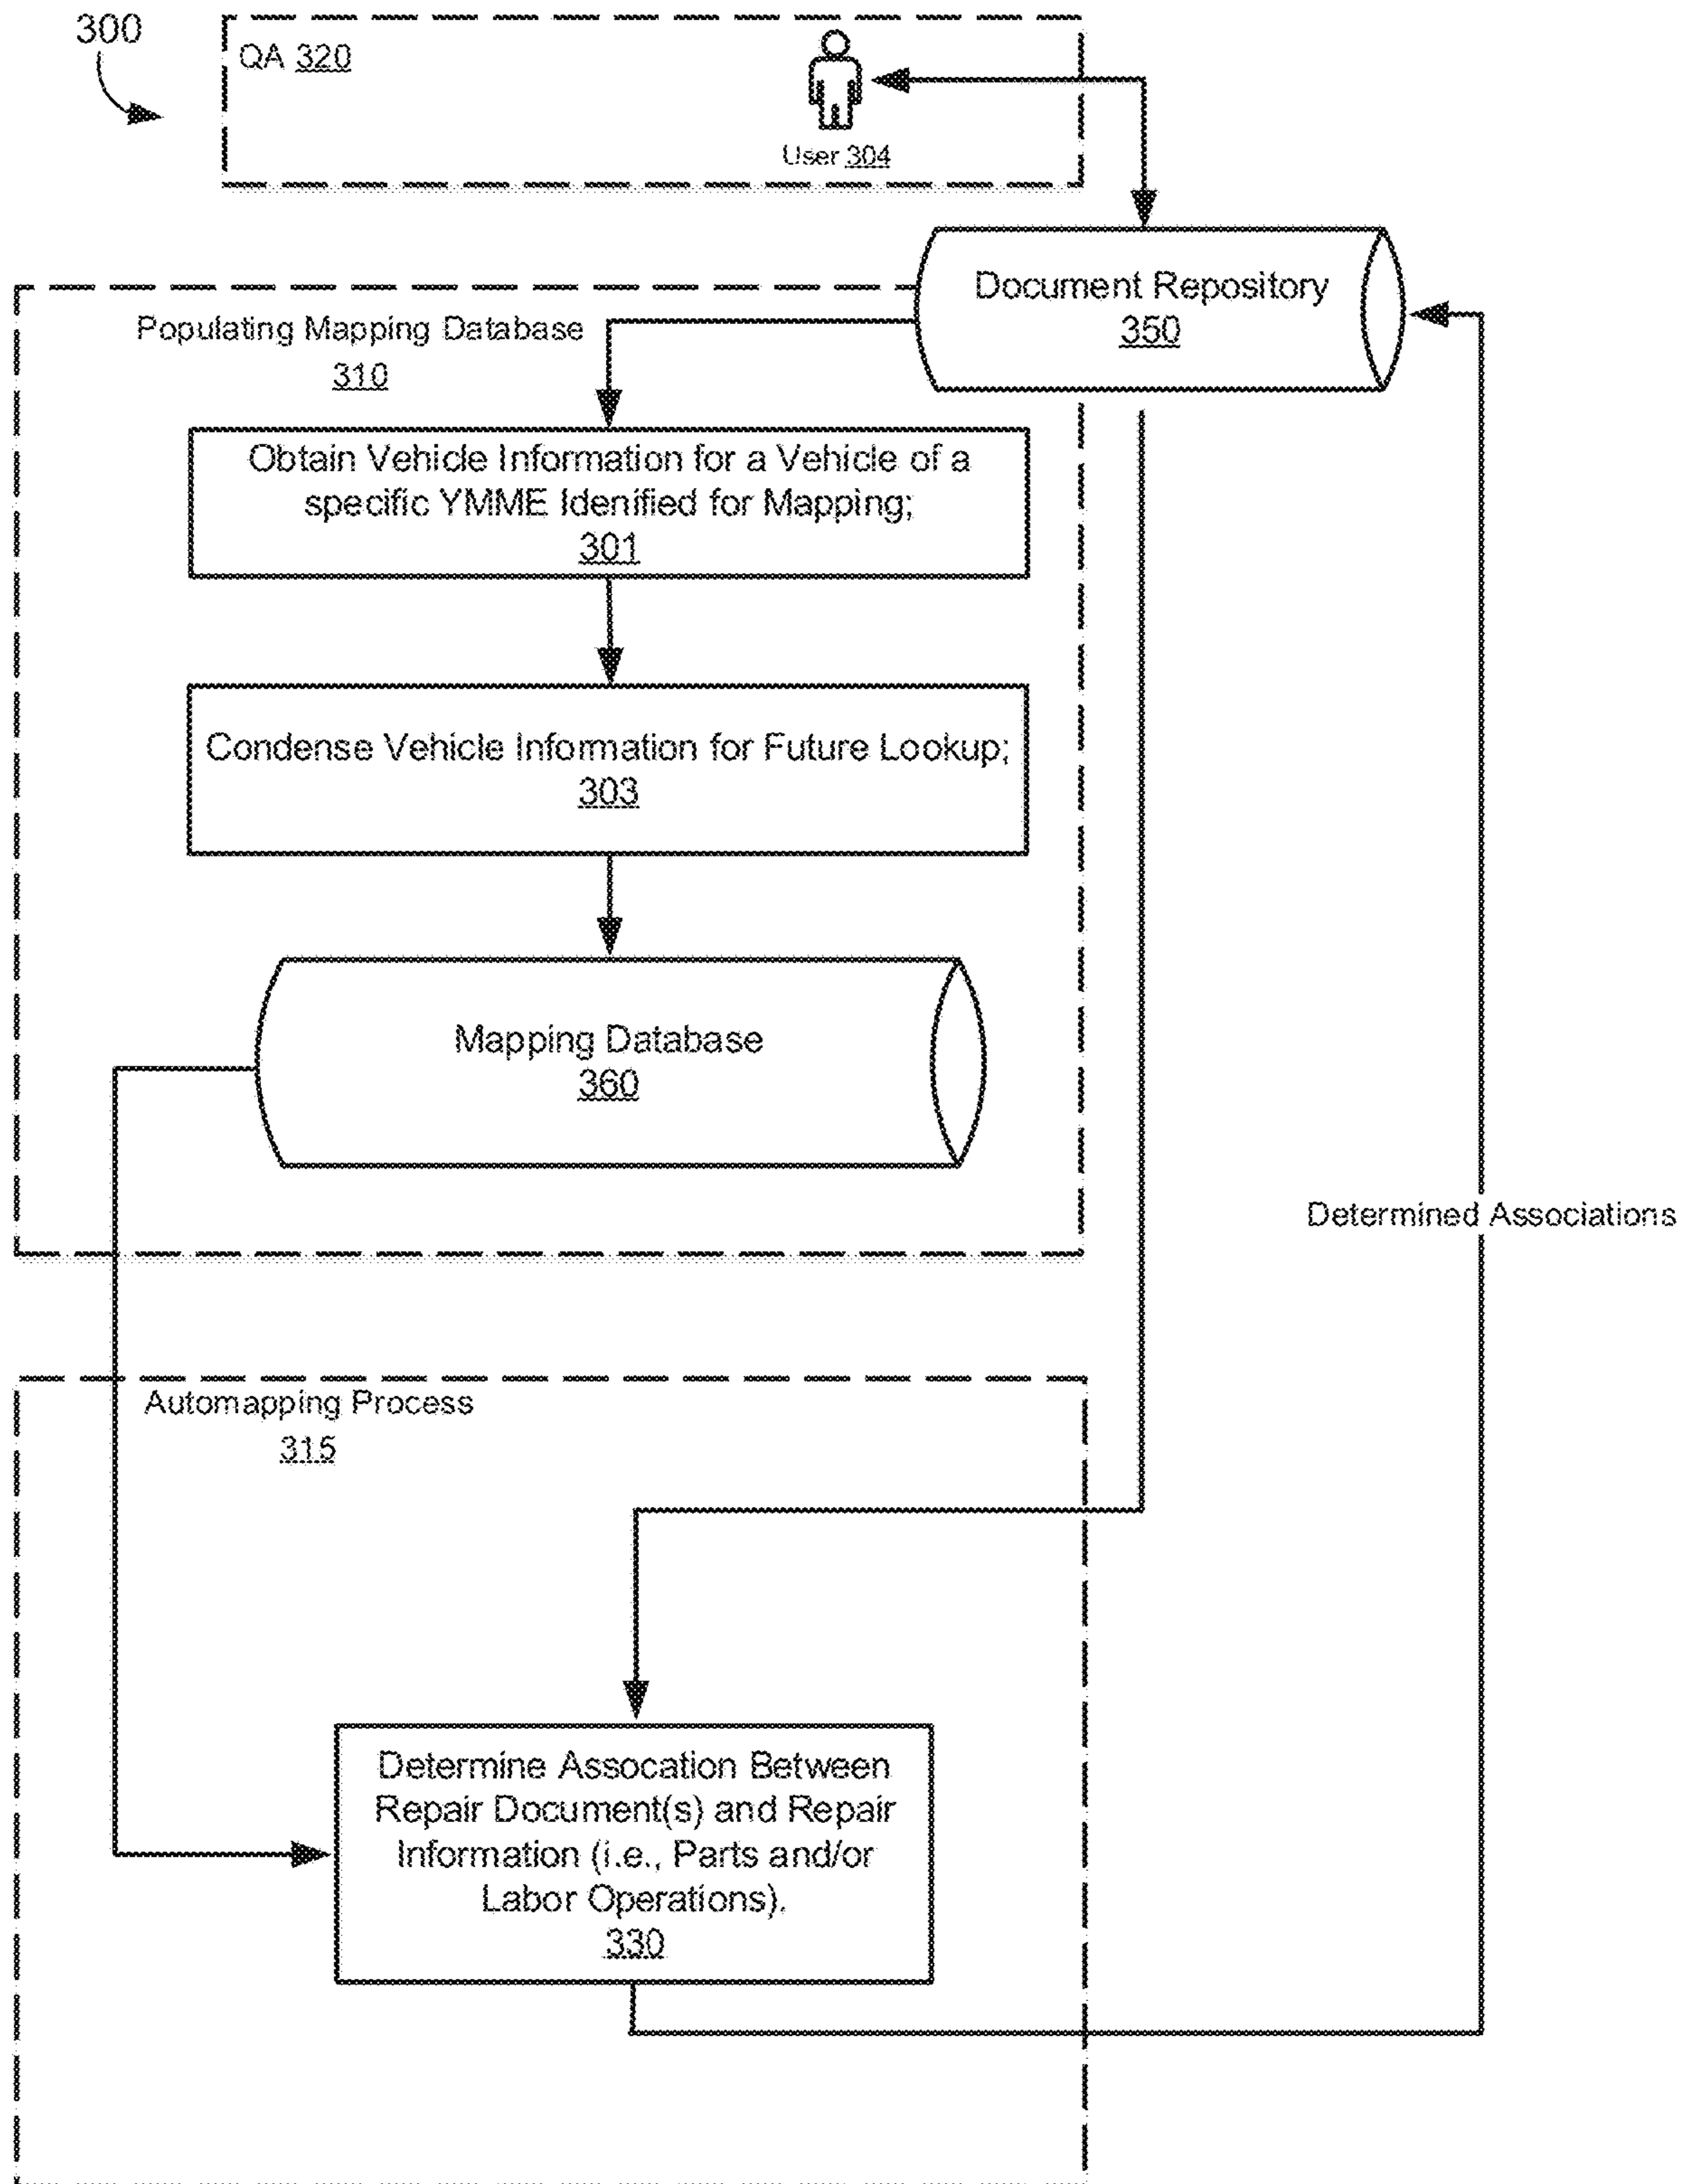 300
QA 320
User 304
Document Repository
350
Populating Mapping Database
310
Obtain Vehicle Information for a Vehicle of a
specific YMME Idenified for Mapping;
301
Condense Vehicle Information for Future Lookup;
303
Mapping Database
360
Determined Associations
Automapping Process
315
Determine Assocation Between
Repair Document(s) and Repair
Information (i.e., Parts and/or
Labor Operations).
330